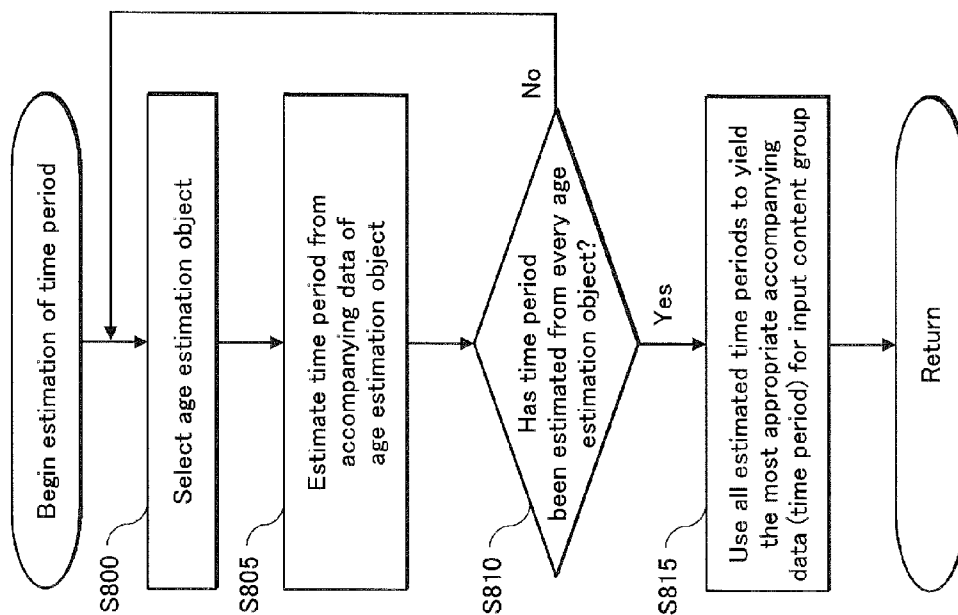 Begin estimation of time period
S800
Select age estimation object
S805
Estimate time period from
accompanying data of
age estimation object
S810
Has time period
been estimated from every age
estimation object?
No
Yes
S815
Use all estimated time periods to yield
the most appropriate accompanying
data (time period) for input content group
Return